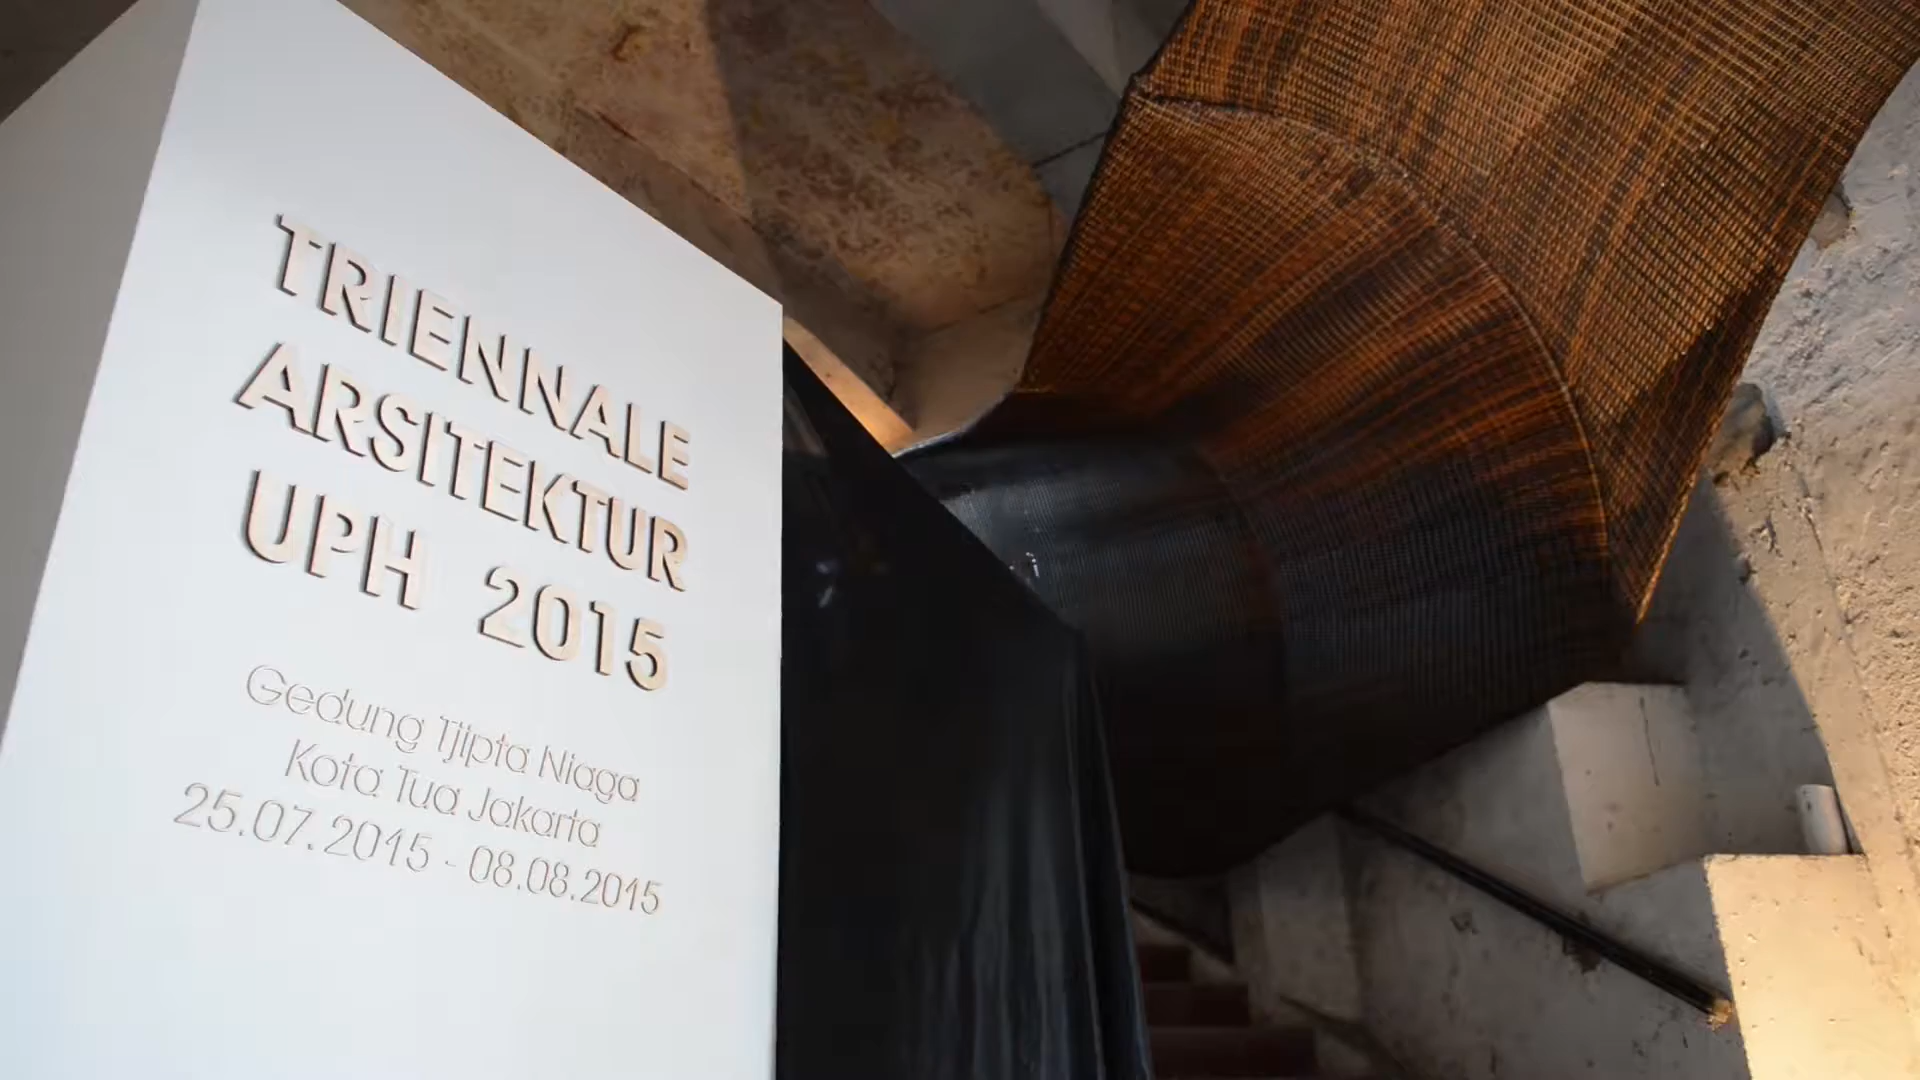 TRIENNALE
ARSITEKTUR
UPH 2015
Gedung Tjipta Niaga
Kota Tua Jakarta
25.07.2015 - 08.08.2015